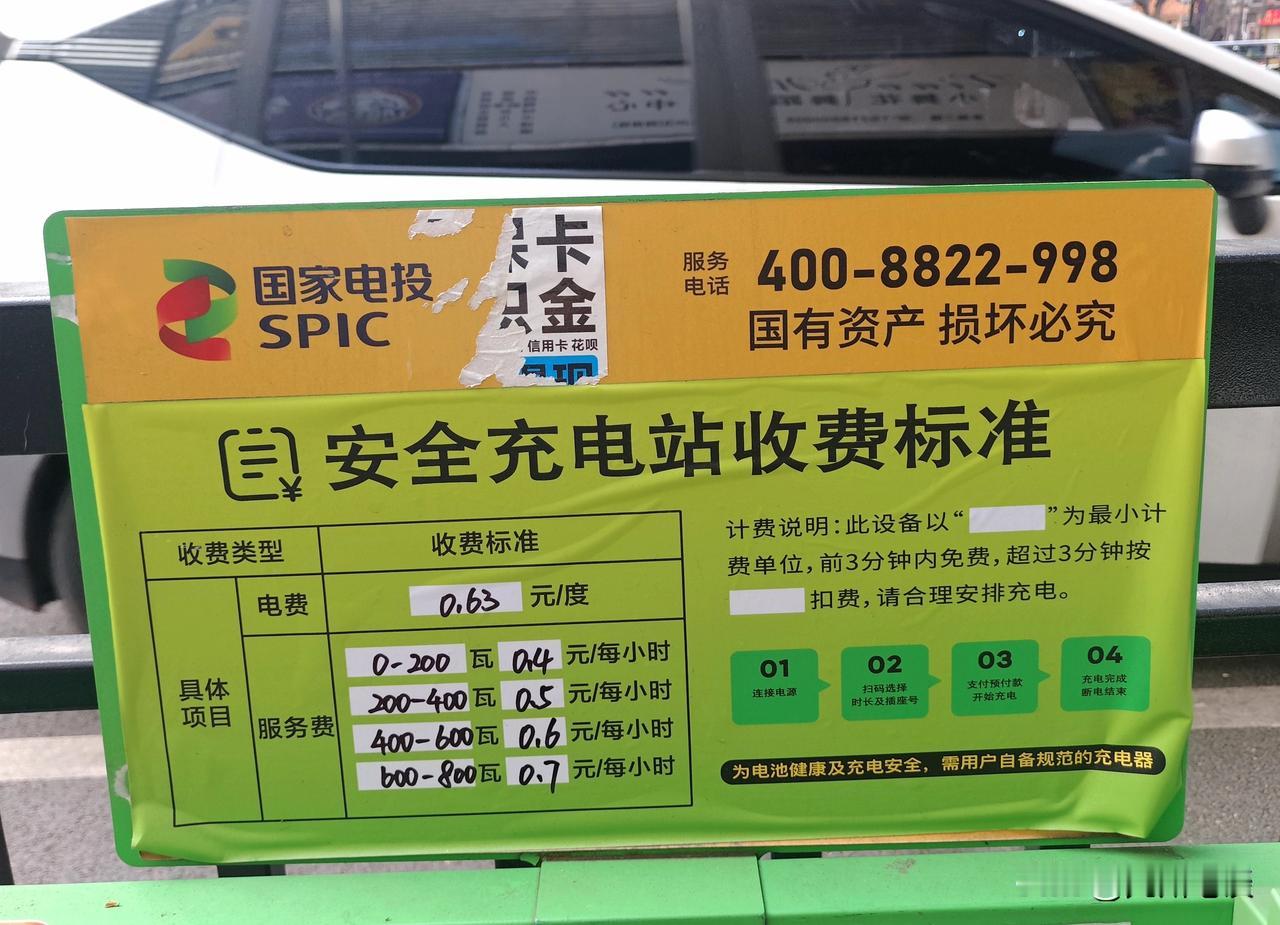 国家电投
SPIC
卡
金
信用卡 花呗
服务
电话
400-8822-998
国有资产 损坏必究
安全充电站收费标准
收费类型 收费标准
具体
项目
电费 0.63 元/度
服务费
0-200 瓦 0.4 元/每小时
200-400 瓦 0.5 元/每小时
400-600 瓦 0.6 元/每小时
600-800 瓦 0.7 元/每小时
计费说明:此设备以“ ”为最小计
费单位,前3分钟内免费,超过3分钟按
扣费,请合理安排充电。
01
连接电源
02
扫码选择
时长及插座号
03
支付预付款
开始充电
04
充电完成
断电结束
为电池健康及充电安全,需用户自备规范的充电器